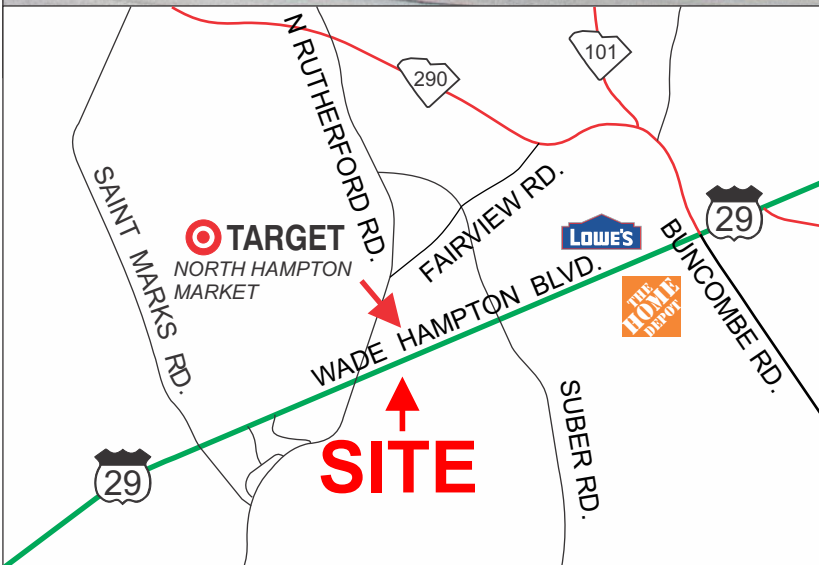 N RUTHERFORD RD.
290
101
SAINT MARKS RD.
TARGET
NORTH HAMPTON
MARKET
FAIRVIEW RD.
LOWE'S
29
BUNCOMBE RD.
THE
HOME
DEPOT
WADE HAMPTON BLVD.
SUBER RD.
SITE
29